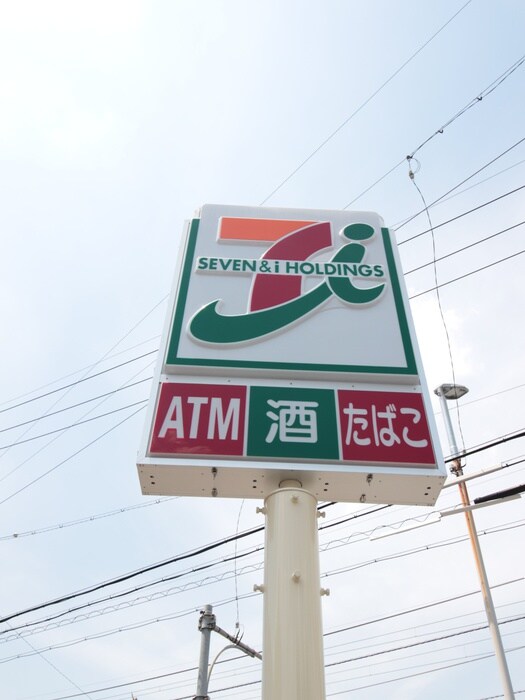 SEVEN & i HOLDINGS
ATM 酒 たばこ